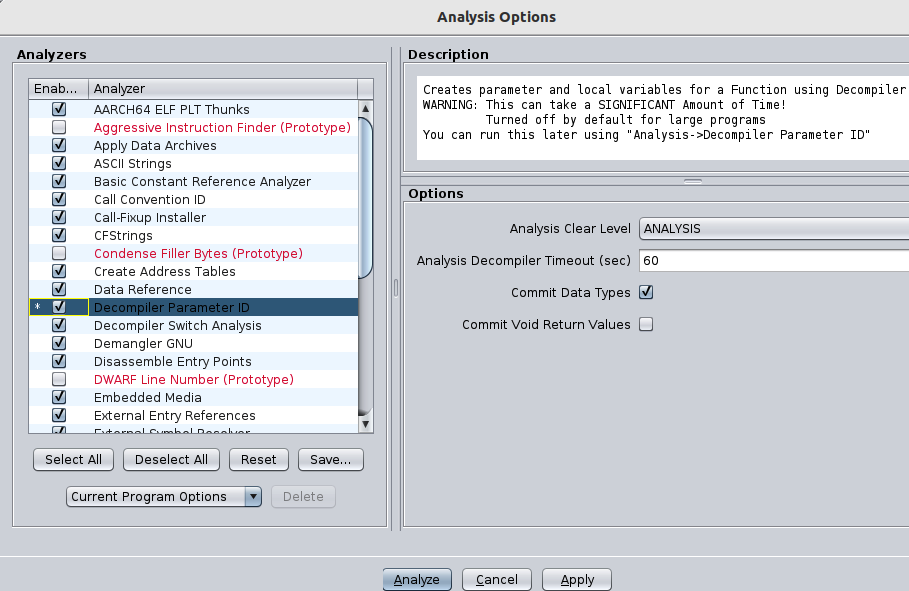 Analysis Options
Analyzers
Enab... Analyzer
AARCH64 ELF PLT Thunks
Aggressive Instruction Finder (Prototype)
Apply Data Archives
ASCII Strings
Basic Constant Reference Analyzer
Call Convention ID
Call-Fixup Installer
CFStrings
Condense Filler Bytes (Prototype)
Create Address Tables
Data Reference
* Decompiler Parameter ID
Decompiler Switch Analysis
Demangler GNU
Disassemble Entry Points
DWARF Line Number (Prototype)
Embedded Media
External Entry References
External Symbol Resolver
Select All Deselect All Reset Save...
Current Program Options Delete
Description
Creates parameter and local variables for a Function using Decompiler
WARNING: This can take a SIGNIFICANT Amount of Time!
Turned off by default for large programs
You can run this later using "Analysis->Decompiler Parameter ID"
Options
Analysis Clear Level ANALYSIS
Analysis Decompiler Timeout (sec) 60
Commit Data Types
Commit Void Return Values
Analyze Cancel Apply